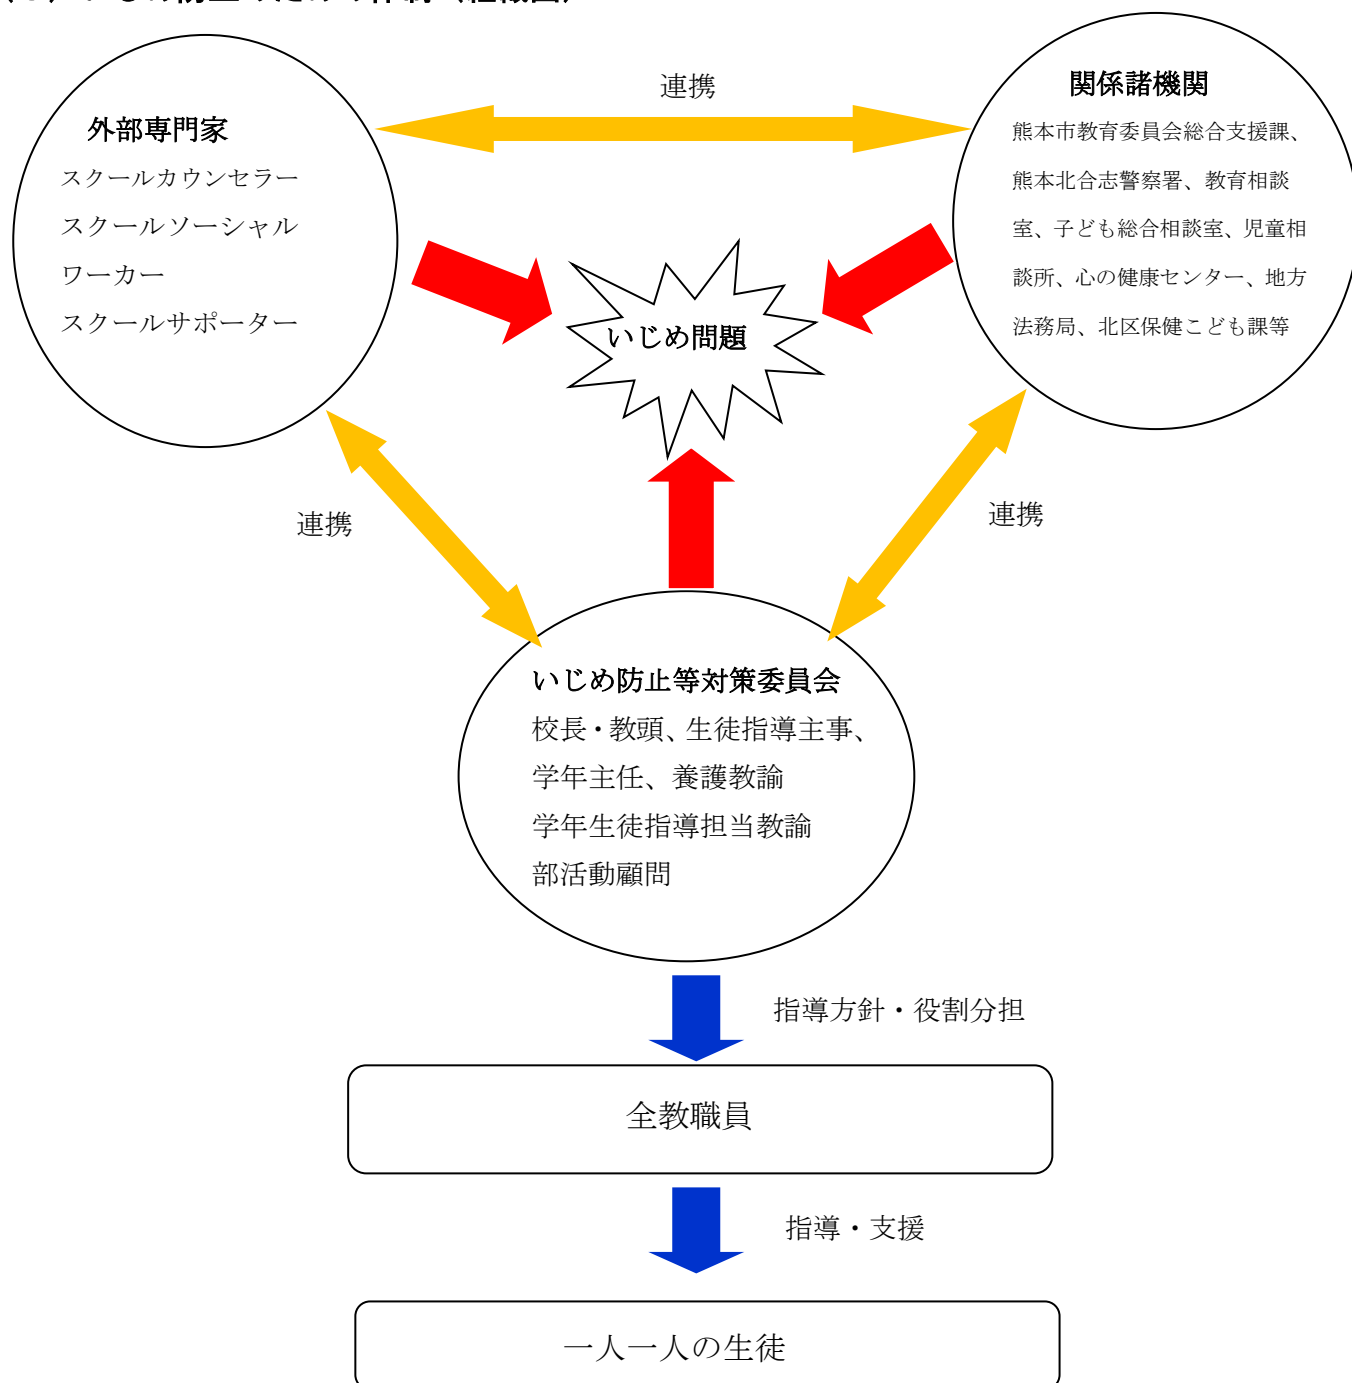 連携
外部専門家
スクールカウンセラー
スクールソーシャル
ワーカー
スクールサポーター
関係諸機関
熊本市教育委員会総合支援課、
熊本北合志警察署、教育相談
室、子ども総合相談室、児童相
談所、心の健康センター、地方
法務局、北区保健こども課等
いじめ問題
連携
連携
いじめ防止等対策委員会
校長・教頭、生徒指導主事、
学年主任、養護教諭
学年生徒指導担当教諭
部活動顧問
指導方針・役割分担
全教職員
指導・支援
一人一人の生徒